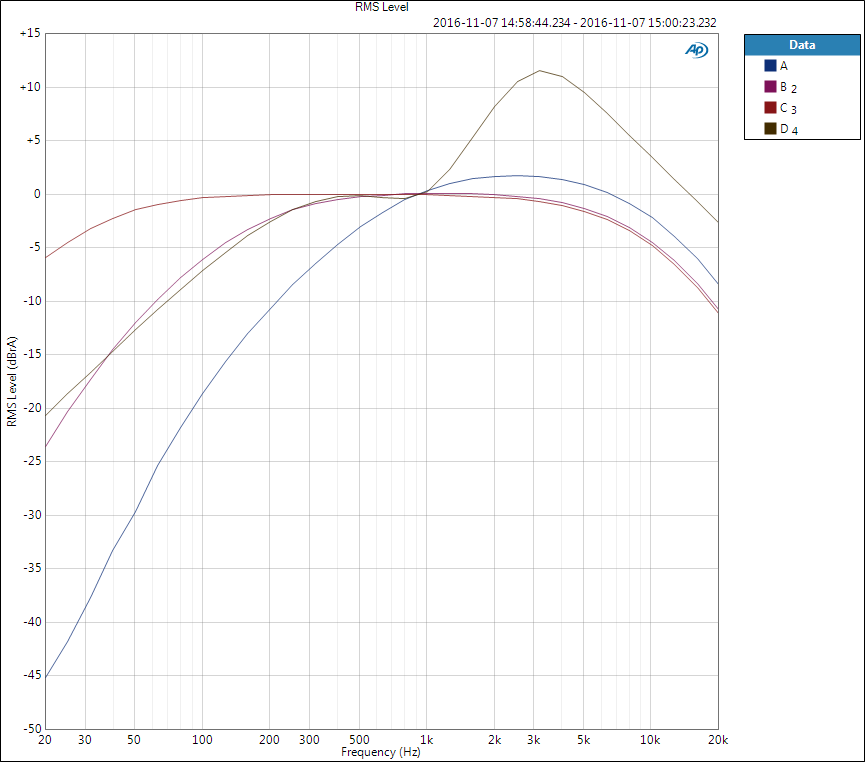 RMS Level
2016-11-07 14:58:44.234 - 2016-11-07 15:00:23.232
AP
Data
A
B 2
C 3
D 4
RMS Level (dBrA)
+15
+10
+5
0
-5
-10
-15
-20
-25
-30
-35
-40
-45
-50
20 30 50 100 200 300 500 1k 2k 3k 5k 10k 20k
Frequency (Hz)